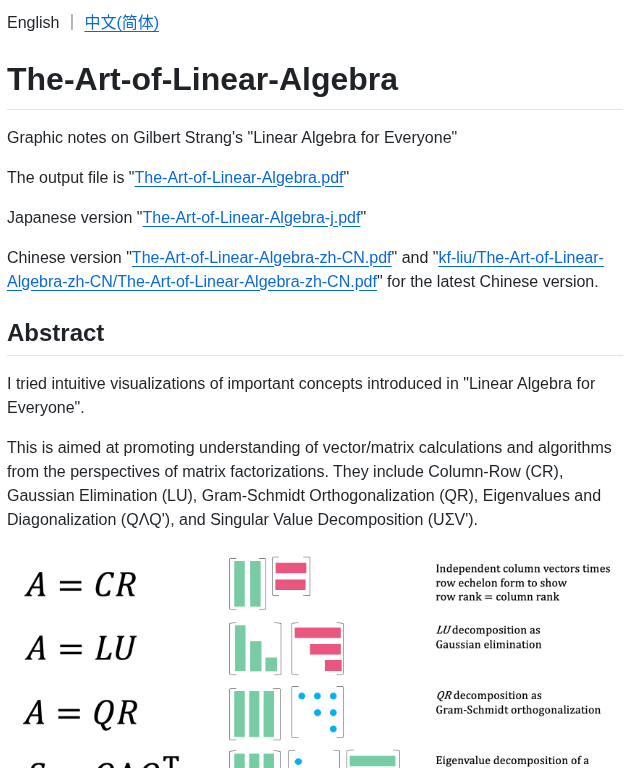 English | 中文(简体)
The-Art-of-Linear-Algebra
Graphic notes on Gilbert Strang's "Linear Algebra for Everyone"
The output file is "The-Art-of-Linear-Algebra.pdf"
Japanese version "The-Art-of-Linear-Algebra-j.pdf"
Chinese version "The-Art-of-Linear-Algebra-zh-CN.pdf" and "kf-liu/The-Art-of-Linear-
Algebra-zh-CN/The-Art-of-Linear-Algebra-zh-CN.pdf" for the latest Chinese version.
Abstract
I tried intuitive visualizations of important concepts introduced in "Linear Algebra for
Everyone".
This is aimed at promoting understanding of vector/matrix calculations and algorithms
from the perspectives of matrix factorizations. They include Column-Row (CR),
Gaussian Elimination (LU), Gram-Schmidt Orthogonalization (QR), Eigenvalues and
Diagonalization (QΛQ'), and Singular Value Decomposition (UΣV').
A = CR
Independent column vectors times
row echelon form to show
row rank = column rank
A = LU
LU decomposition as
Gaussian elimination
A = QR
QR decomposition as
Gram-Schmidt orthogonalization
Eigenvalue decomposition of a